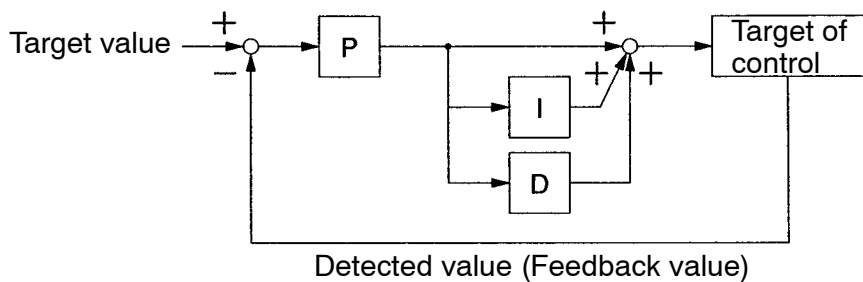 Target value
+
−
P
+
+
+
I
D
Target of
control
Detected value (Feedback value)